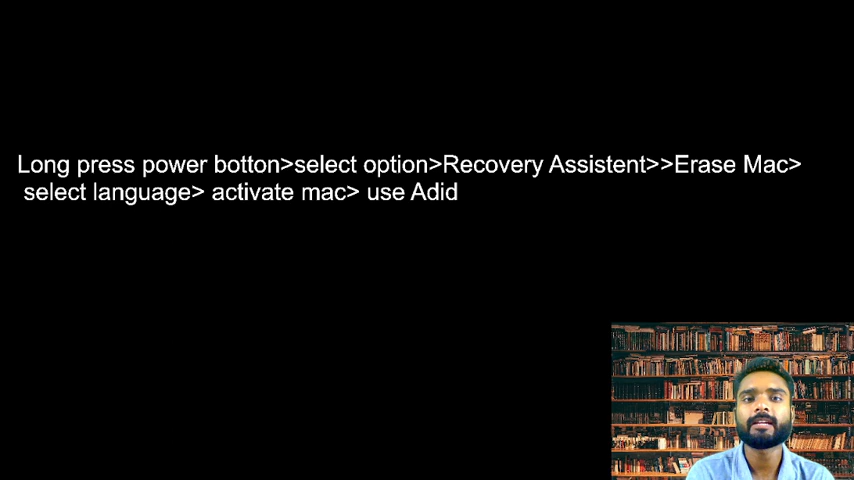 Long press power botton>select option>Recovery Assistent>>Erase Mac>
select language> activate mac> use Adid